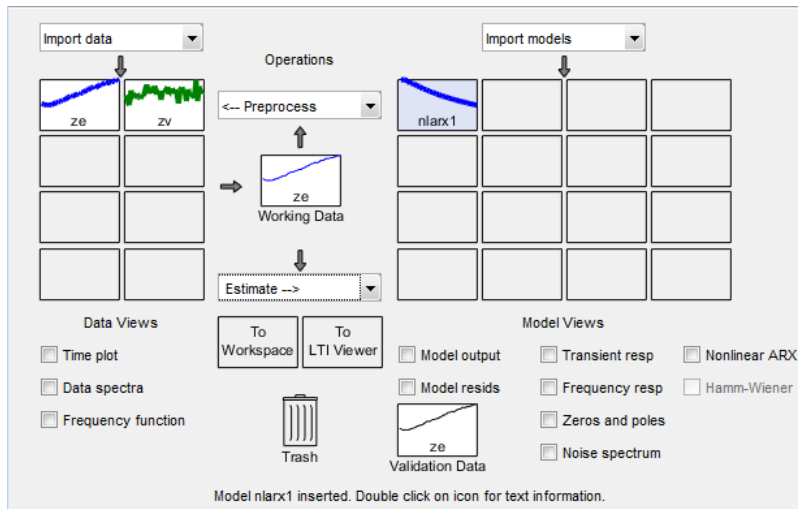 Import data
Import models
Operations
ze
zv
<-- Preprocess
nlarx1
ze
Working Data
Estimate -->
Data Views
To
Workspace
To
LTI Viewer
Model Views
Time plot
Model output
Transient resp
Nonlinear ARX
Data spectra
Model resids
Frequency resp
Hamm-Wiener
Frequency function
Zeros and poles
Trash
ze
Validation Data
Noise spectrum
Model nlarx1 inserted. Double click on icon for text information.